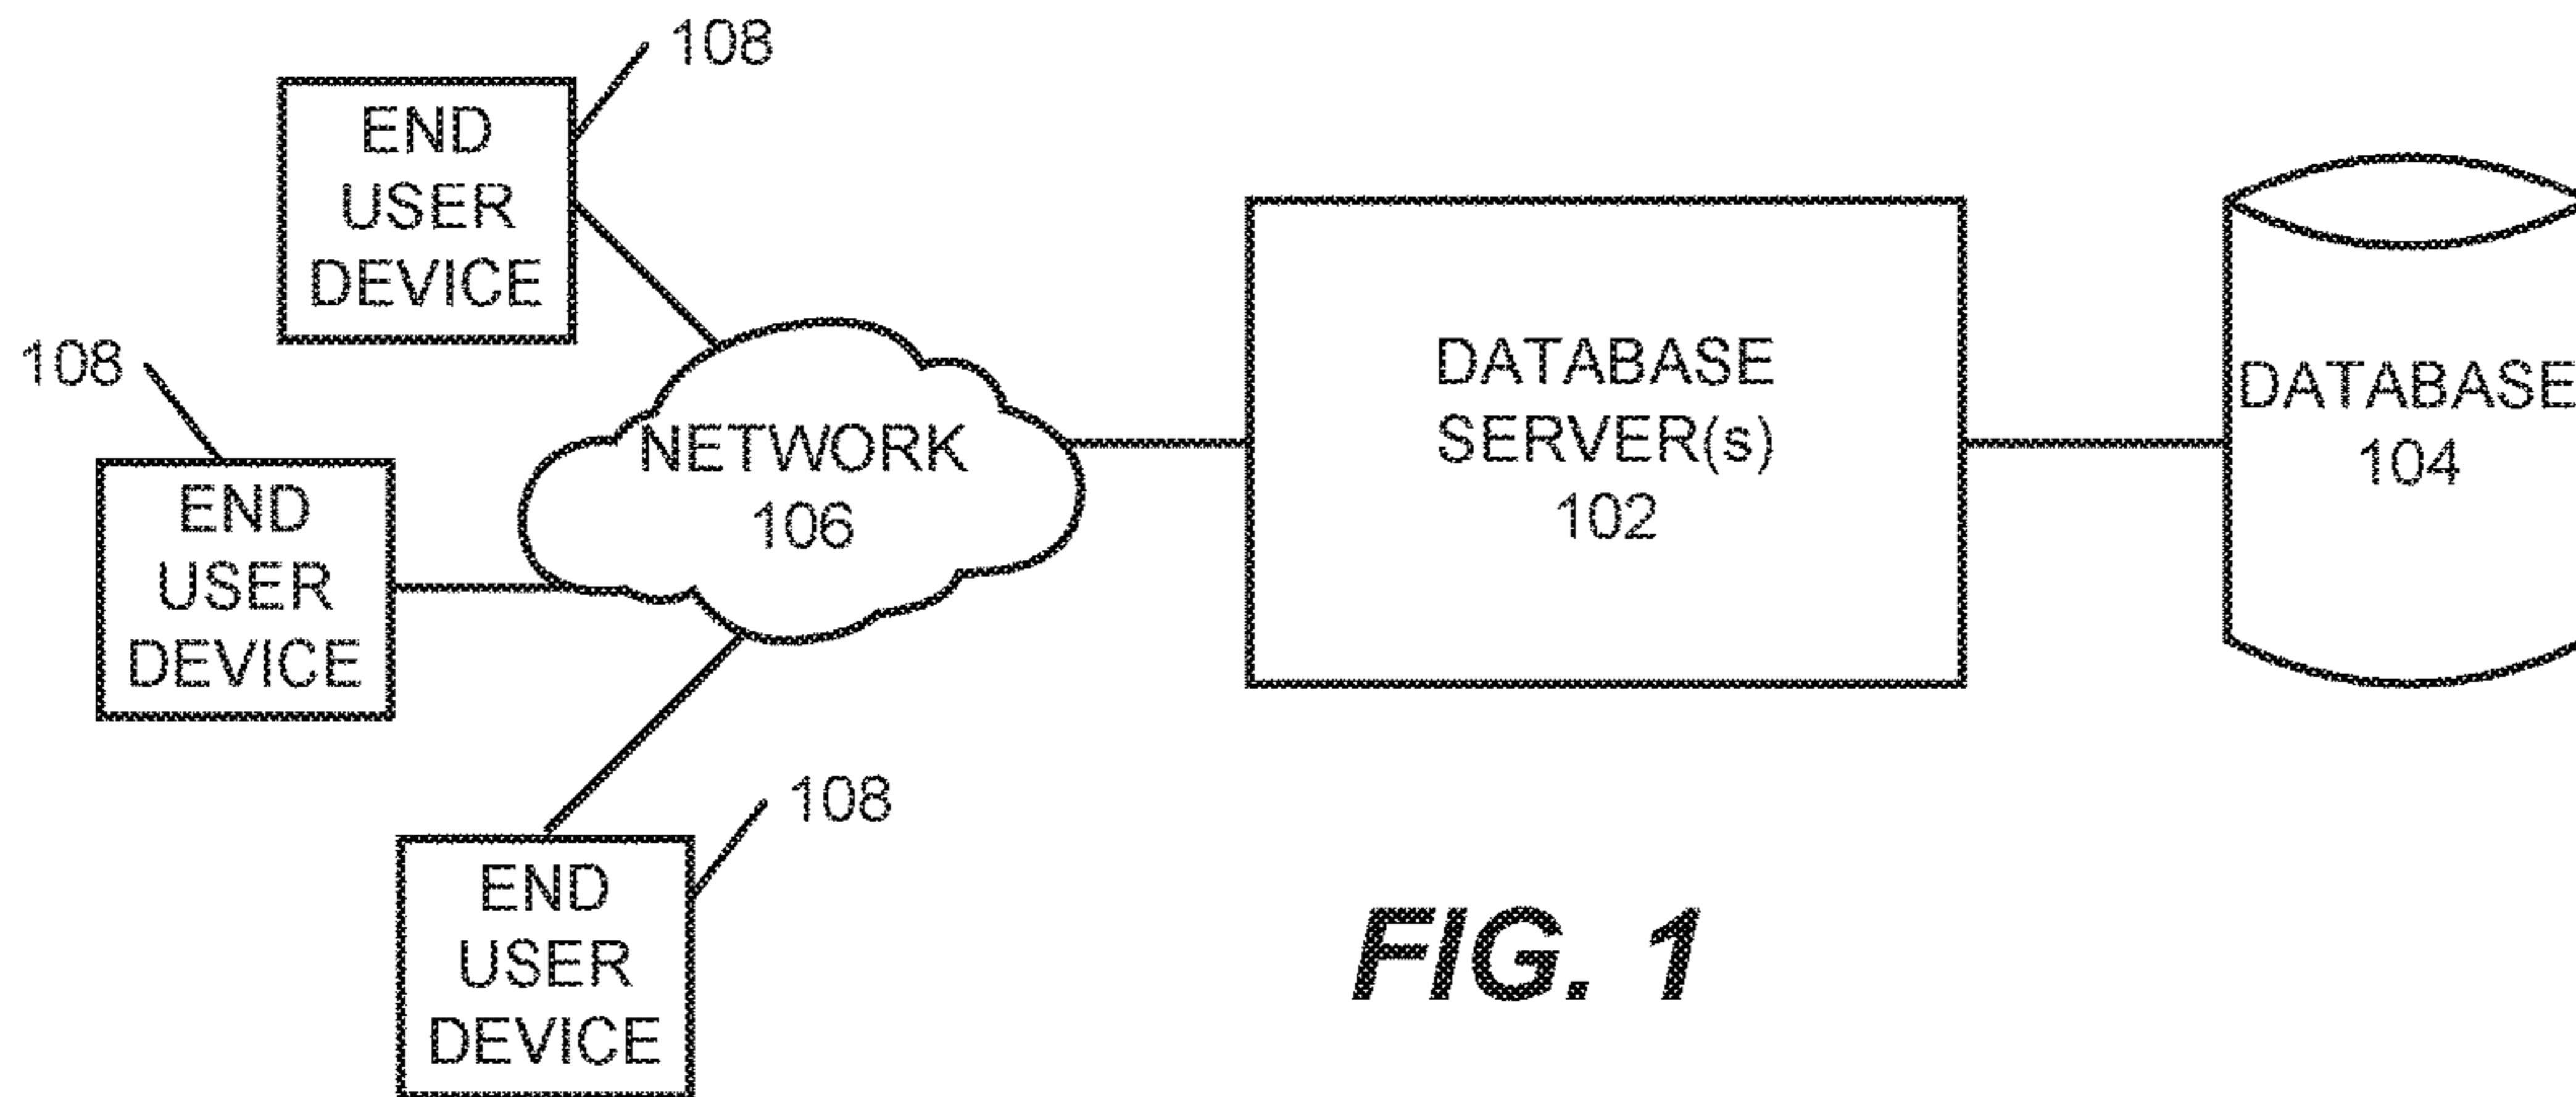 108
END
USER
DEVICE
108
END
USER
DEVICE
NETWORK
106
DATABASE
SERVER(s)
102
DATABASE
104
108
END
USER
DEVICE
FIG. 1